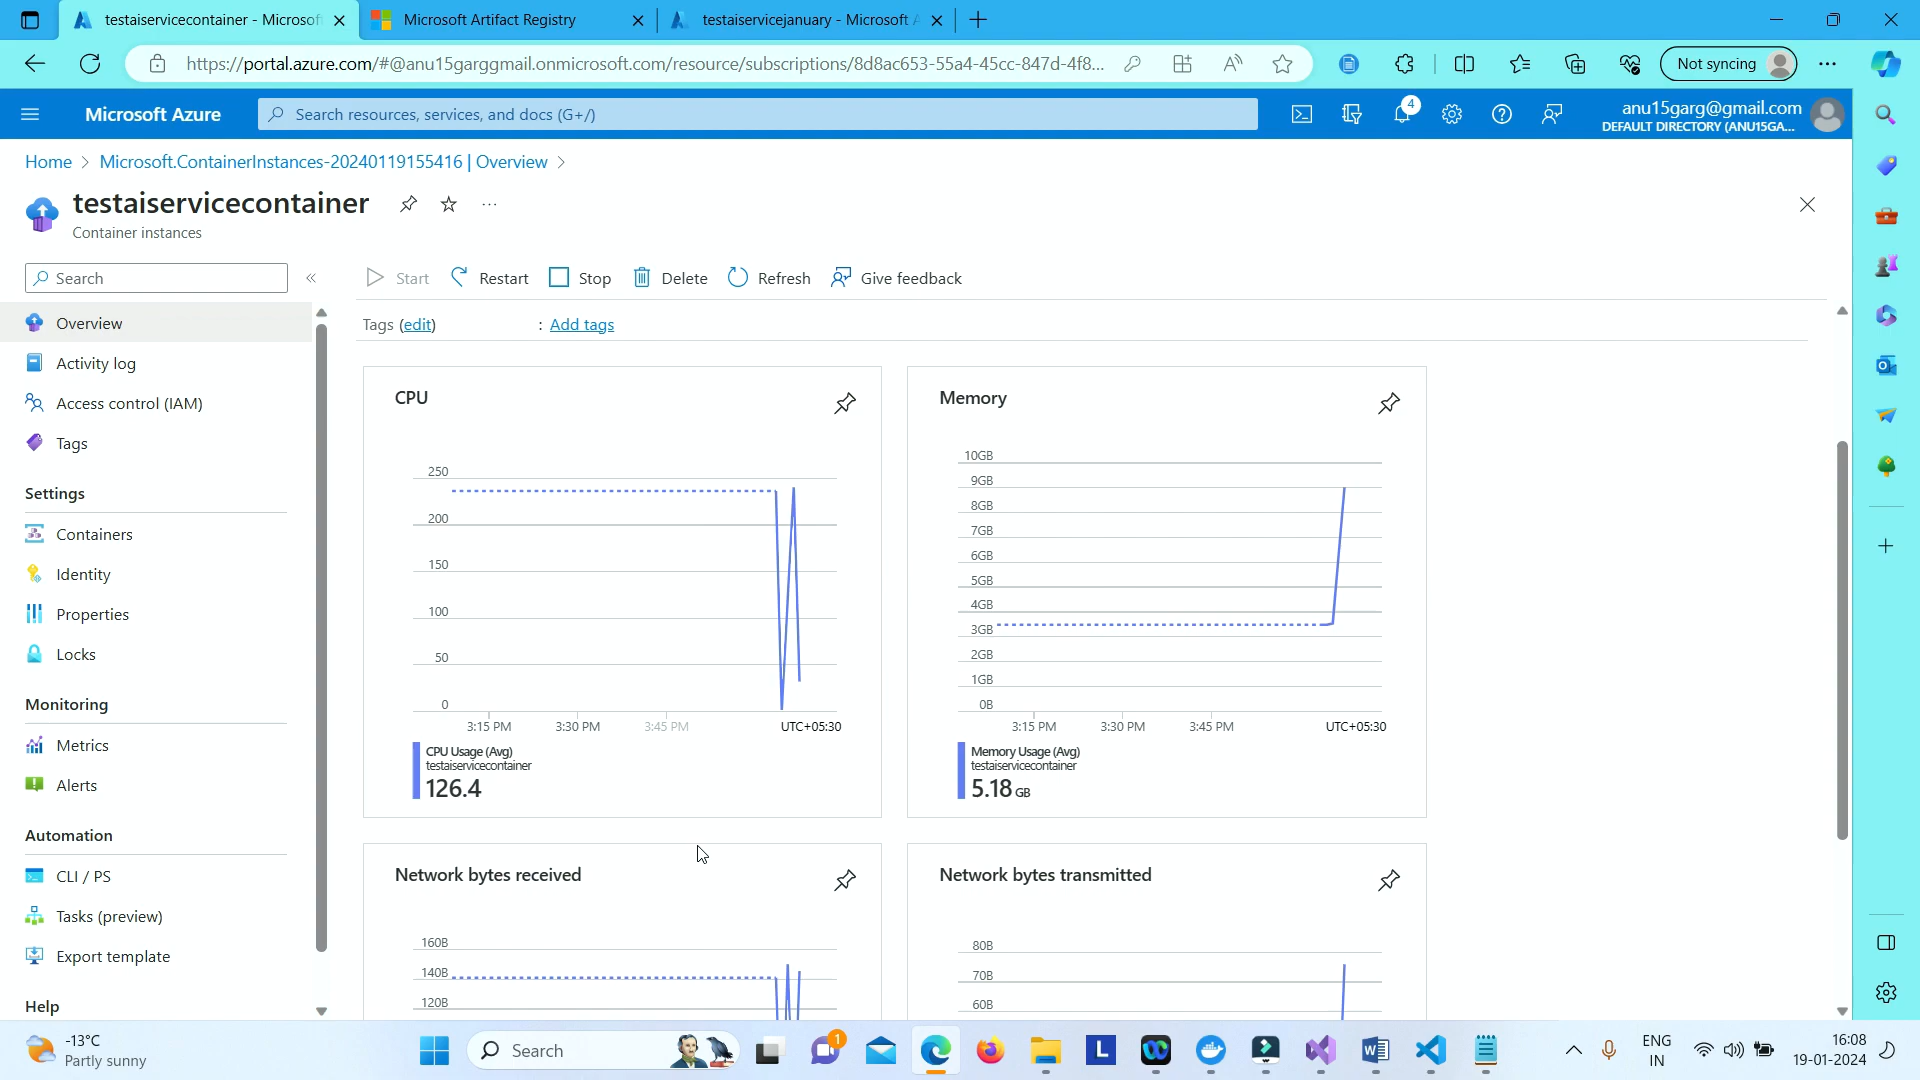 testaiservicecontainer - Microsof
Microsoft Artifact Registry
testaiservicejanuary - Microsoft A
https://portal.azure.com/#@anu15garggmail.onmicrosoft.com/resource/subscriptions/8d8ac653-55a4-45cc-847d-4f8...
Not syncing
Microsoft Azure
Search resources, services, and docs (G+/)
4
anu15garg@gmail.com
DEFAULT DIRECTORY (ANU15GA...
Home > Microsoft.ContainerInstances-20240119155416 | Overview >
testaiservicecontainer
Container instances
Search
Start
Restart
Stop
Delete
Refresh
Give feedback
Overview
Activity log
Access control (IAM)
Tags
Settings
Containers
Identity
Properties
Locks
Monitoring
Metrics
Alerts
Automation
CLI / PS
Tasks (preview)
Export template
Help
Tags (edit) : Add tags
CPU
250
200
150
100
50
0
3:15 PM 3:30 PM 3:45 PM UTC+05:30
CPU Usage (Avg)
testaiservicecontainer
126.4
Memory
10GB
9GB
8GB
7GB
6GB
5GB
4GB
3GB
2GB
1GB
0B
3:15 PM 3:30 PM 3:45 PM UTC+05:30
Memory Usage (Avg)
testaiservicecontainer
5.18 GB
Network bytes received
160B
140B
120B
Network bytes transmitted
80B
70B
60B
-13°C
Partly sunny
Search
1
L
ENG
IN
16:08
19-01-2024